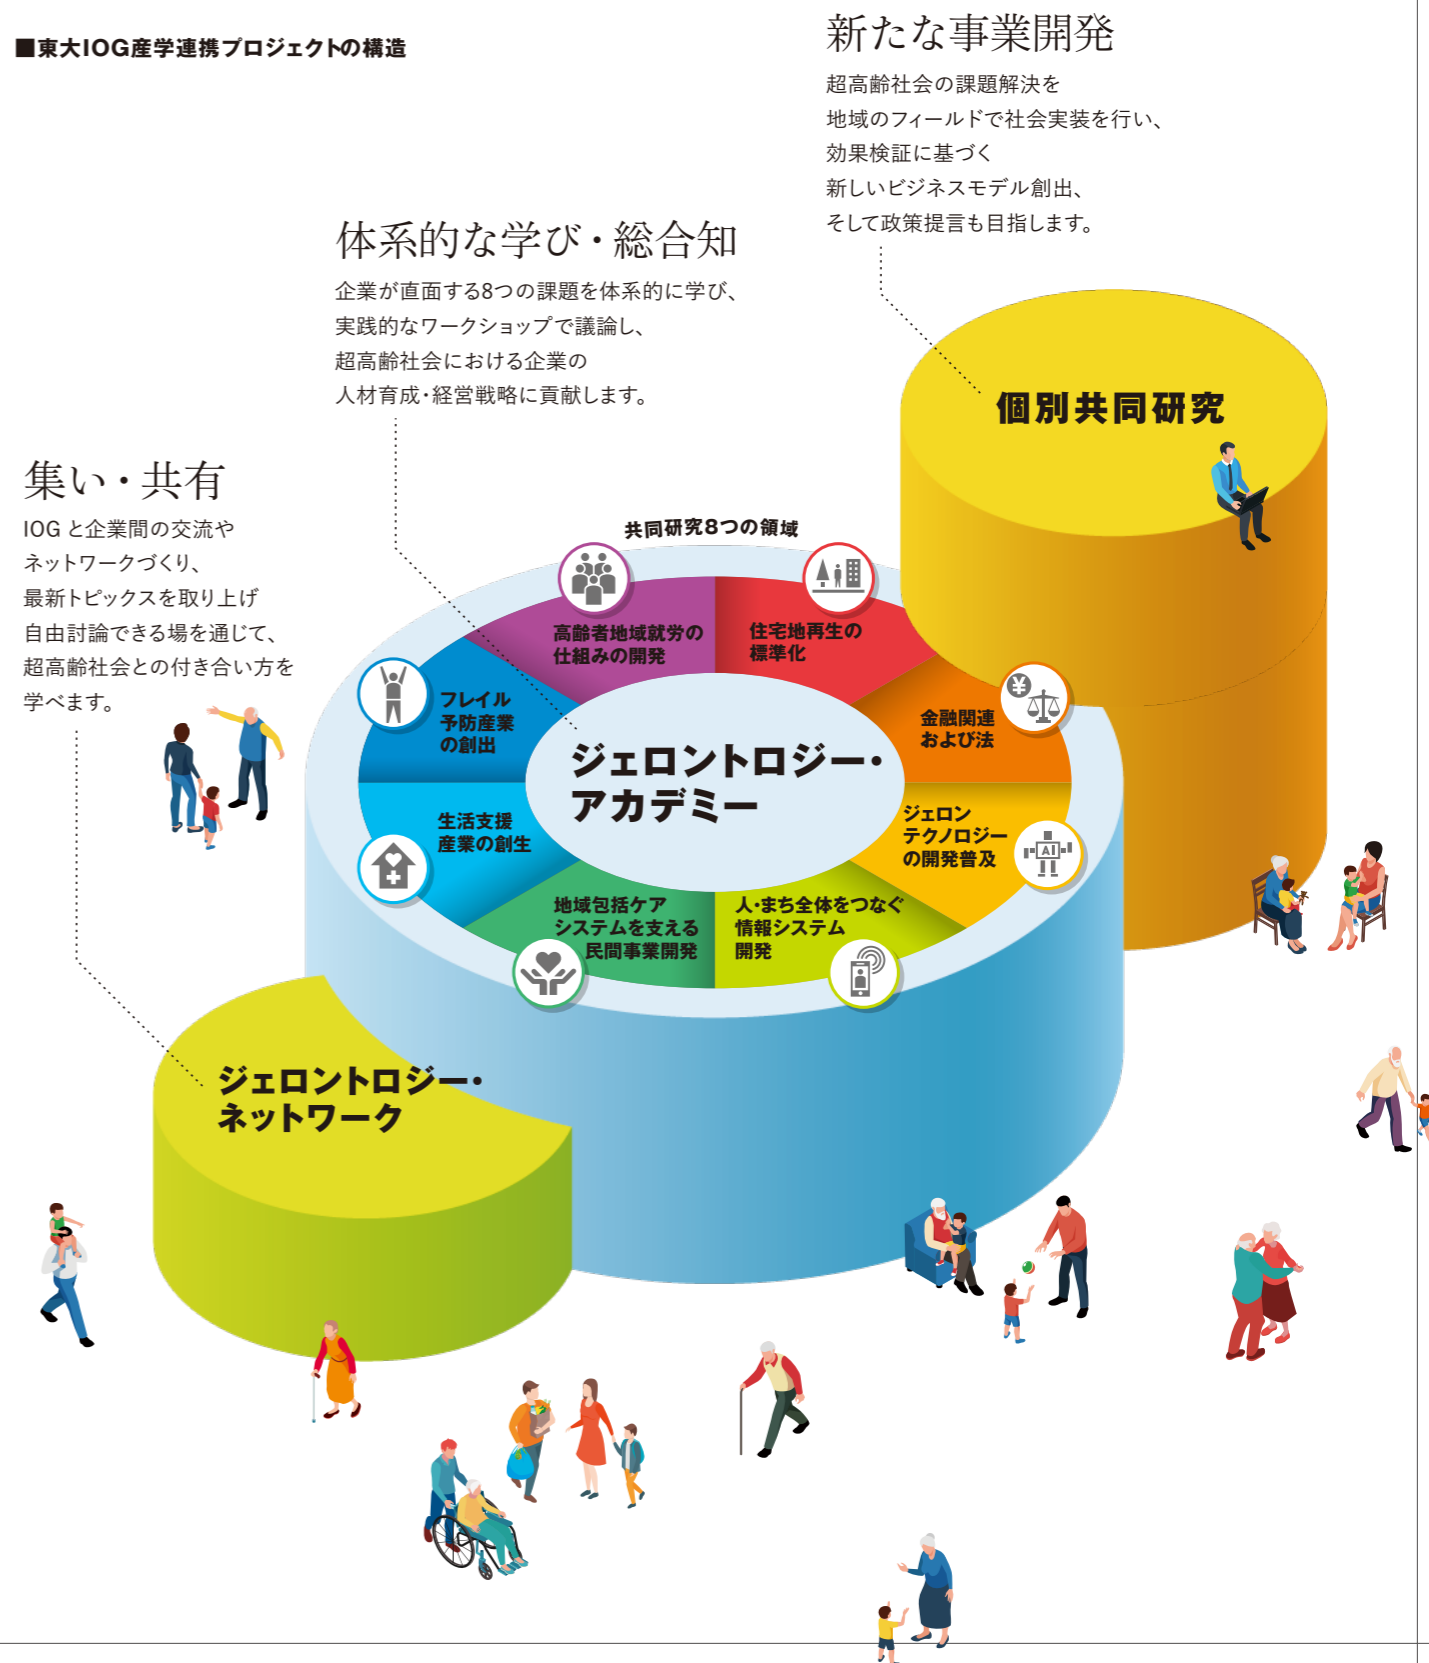 ■東大IOG産学連携プロジェクトの構造
新たな事業開発
超高齢社会の課題解決を
地域のフィールドで社会実装を行い、
効果検証に基づく
新しいビジネスモデル創出、
そして政策提言も目指します。
体系的な学び・総合知
企業が直面する8つの課題を体系的に学び、
実践的なワークショップで議論し、
超高齢社会における企業の
人材育成・経営戦略に貢献します。
個別共同研究
集い・共有
IOG と企業間の交流や
ネットワークづくり、
最新トピックスを取り上げ
自由討論できる場を通じて、
超高齢社会との付き合い方を
学べます。
共同研究8つの領域
高齢者地域就労の
仕組みの開発
住宅地再生の
標準化
フレイル
予防産業
の創出
¥
金融関連
および法
ジェロントロジー・
アカデミー
生活支援
産業の創生
ジェロン
テクノロジー
の開発普及
AI
地域包括ケア
システムを支える
民間事業開発
人・まち全体をつなぐ
情報システム
開発
ジェロントロジー・
ネットワーク